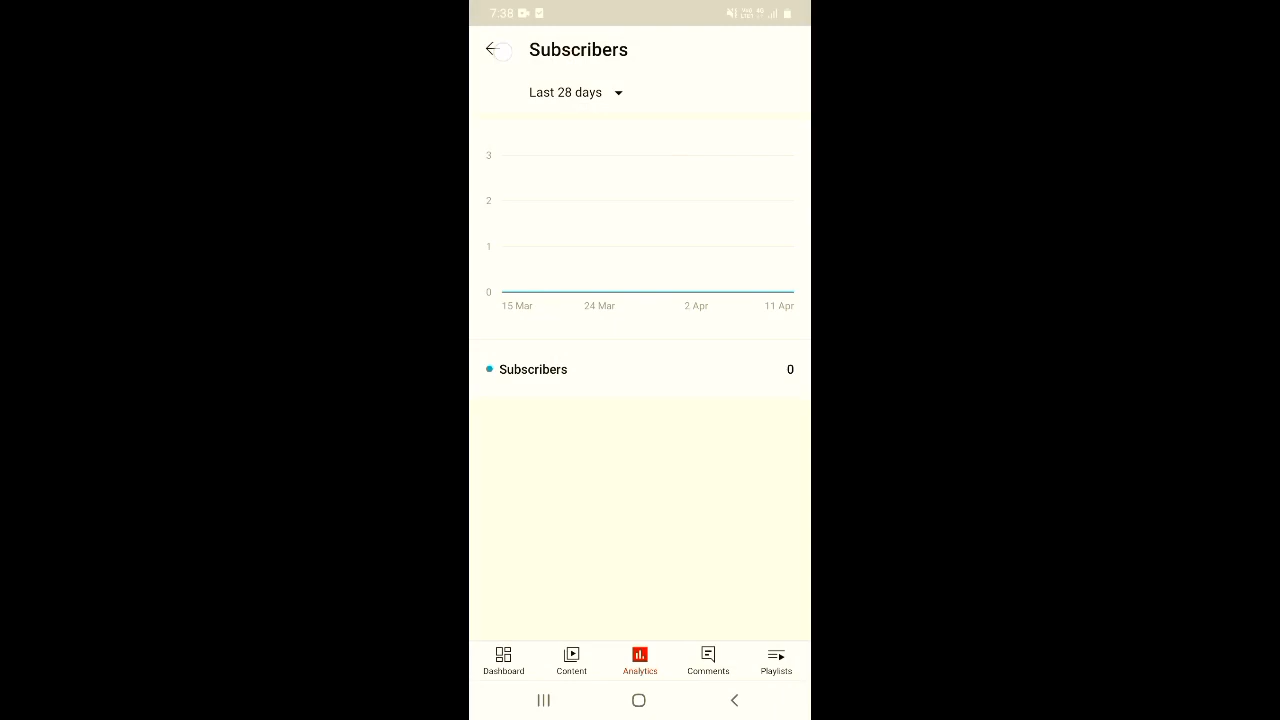 7:38
Subscribers
Last 28 days
3
2
1
0
15 Mar 24 Mar 2 Apr 11 Apr
Subscribers 0
Dashboard Content Analytics Comments Playlists